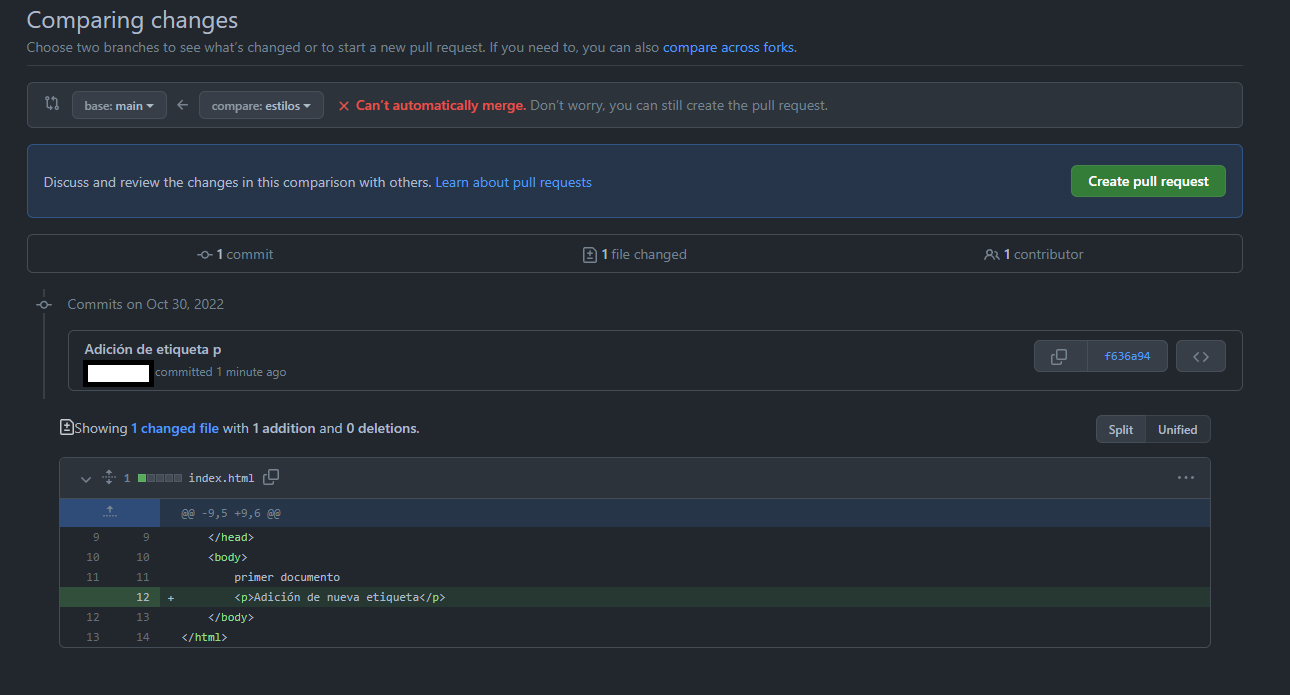 Comparing changes
Choose two branches to see what's changed or to start a new pull request. If you need to, you can also compare across forks.
base: main compare: estilos Can't automatically merge. Don't worry, you can still create the pull request.
Discuss and review the changes in this comparison with others. Learn about pull requests Create pull request
1 commit 1 file changed 1 contributor
Commits on Oct 30, 2022
Adición de etiqueta p f636a94
committed 1 minute ago
Showing 1 changed file with 1 addition and 0 deletions. Split Unified
1 index.html
@@ -9,5 +9,6 @@
9 9 </head>
10 10 <body>
11 11 primer documento
12 + <p>Adición de nueva etiqueta</p>
12 13 </body>
13 14 </html>